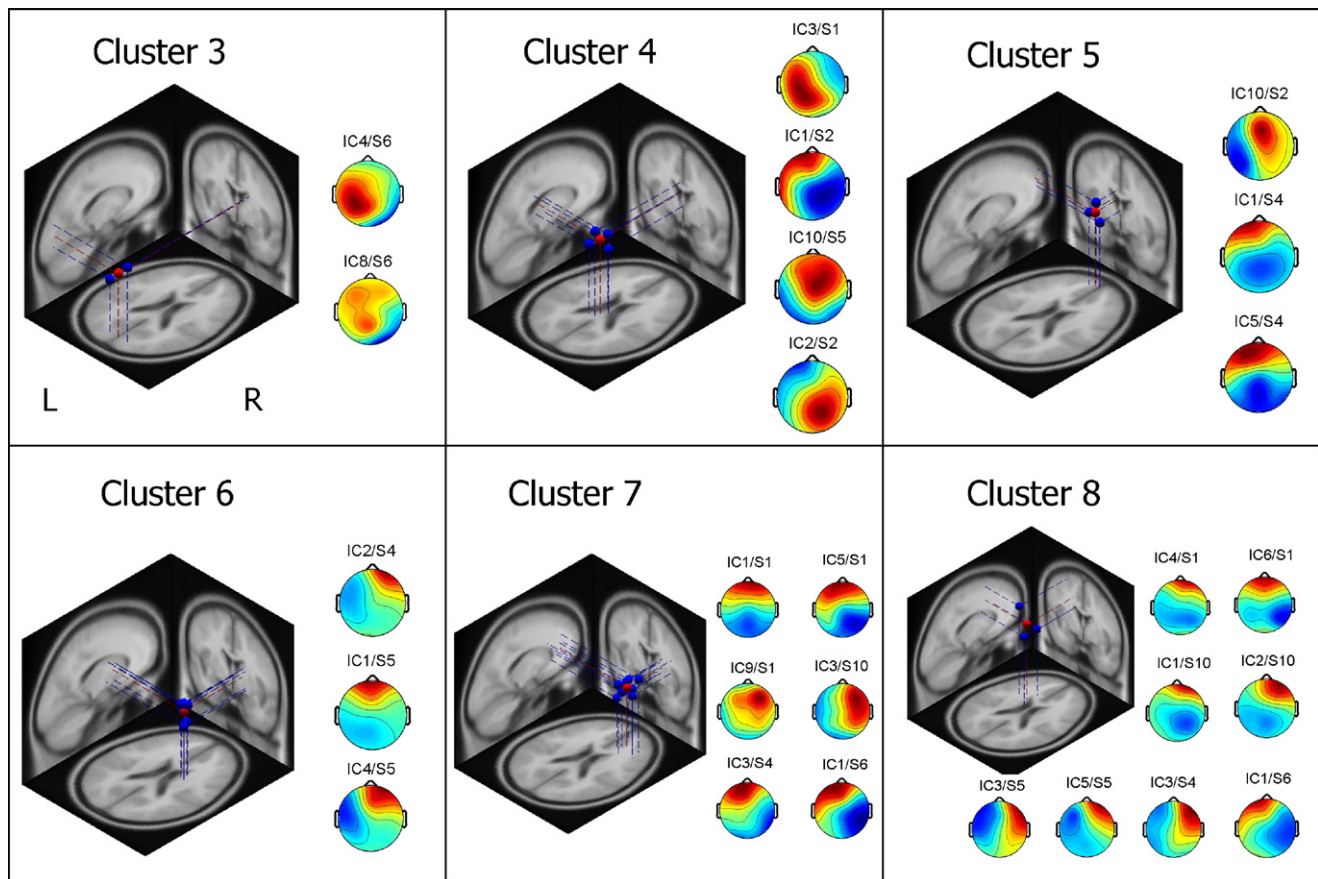 Cluster 3
IC4/S6
IC8/S6
L R
Cluster 4
IC3/S1
IC1/S2
IC10/S5
IC2/S2
Cluster 5
IC10/S2
IC1/S4
IC5/S4
Cluster 6
IC2/S4
IC1/S5
IC4/S5
Cluster 7
IC1/S1 IC5/S1
IC9/S1 IC3/S10
IC3/S4 IC1/S6
Cluster 8
IC4/S1 IC6/S1
IC1/S10 IC2/S10
IC3/S5 IC5/S5 IC3/S4 IC1/S6